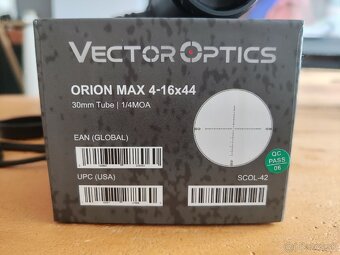 VECTOR OPTICS
ORION MAX 4-16x44
30mm Tube | 1/4MOA
EAN (GLOBAL)
UPC (USA)
SCOL-42
QC
PASS
06